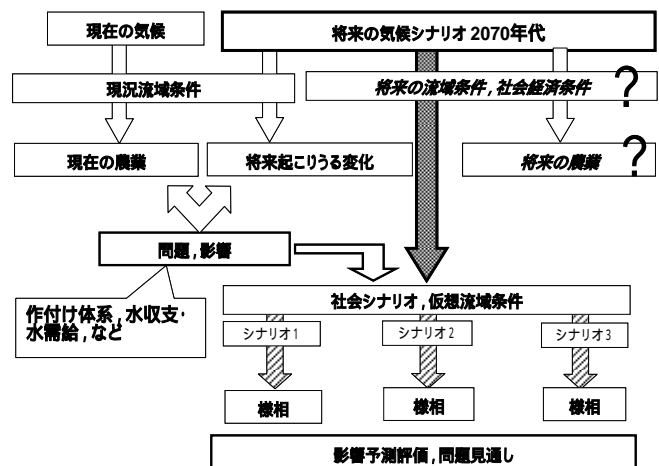 現在の気候
将来の気候シナリオ 2070年代
現況流域条件
将来の流域条件,社会経済条件 ?
現在の農業
将来起こりうる変化
将来の農業 ?
問題,影響
作付け体系,水収支・
水需給,など
社会シナリオ,仮想流域条件
シナリオ1
シナリオ2
シナリオ3
様相
様相
様相
影響予測評価,問題見通し